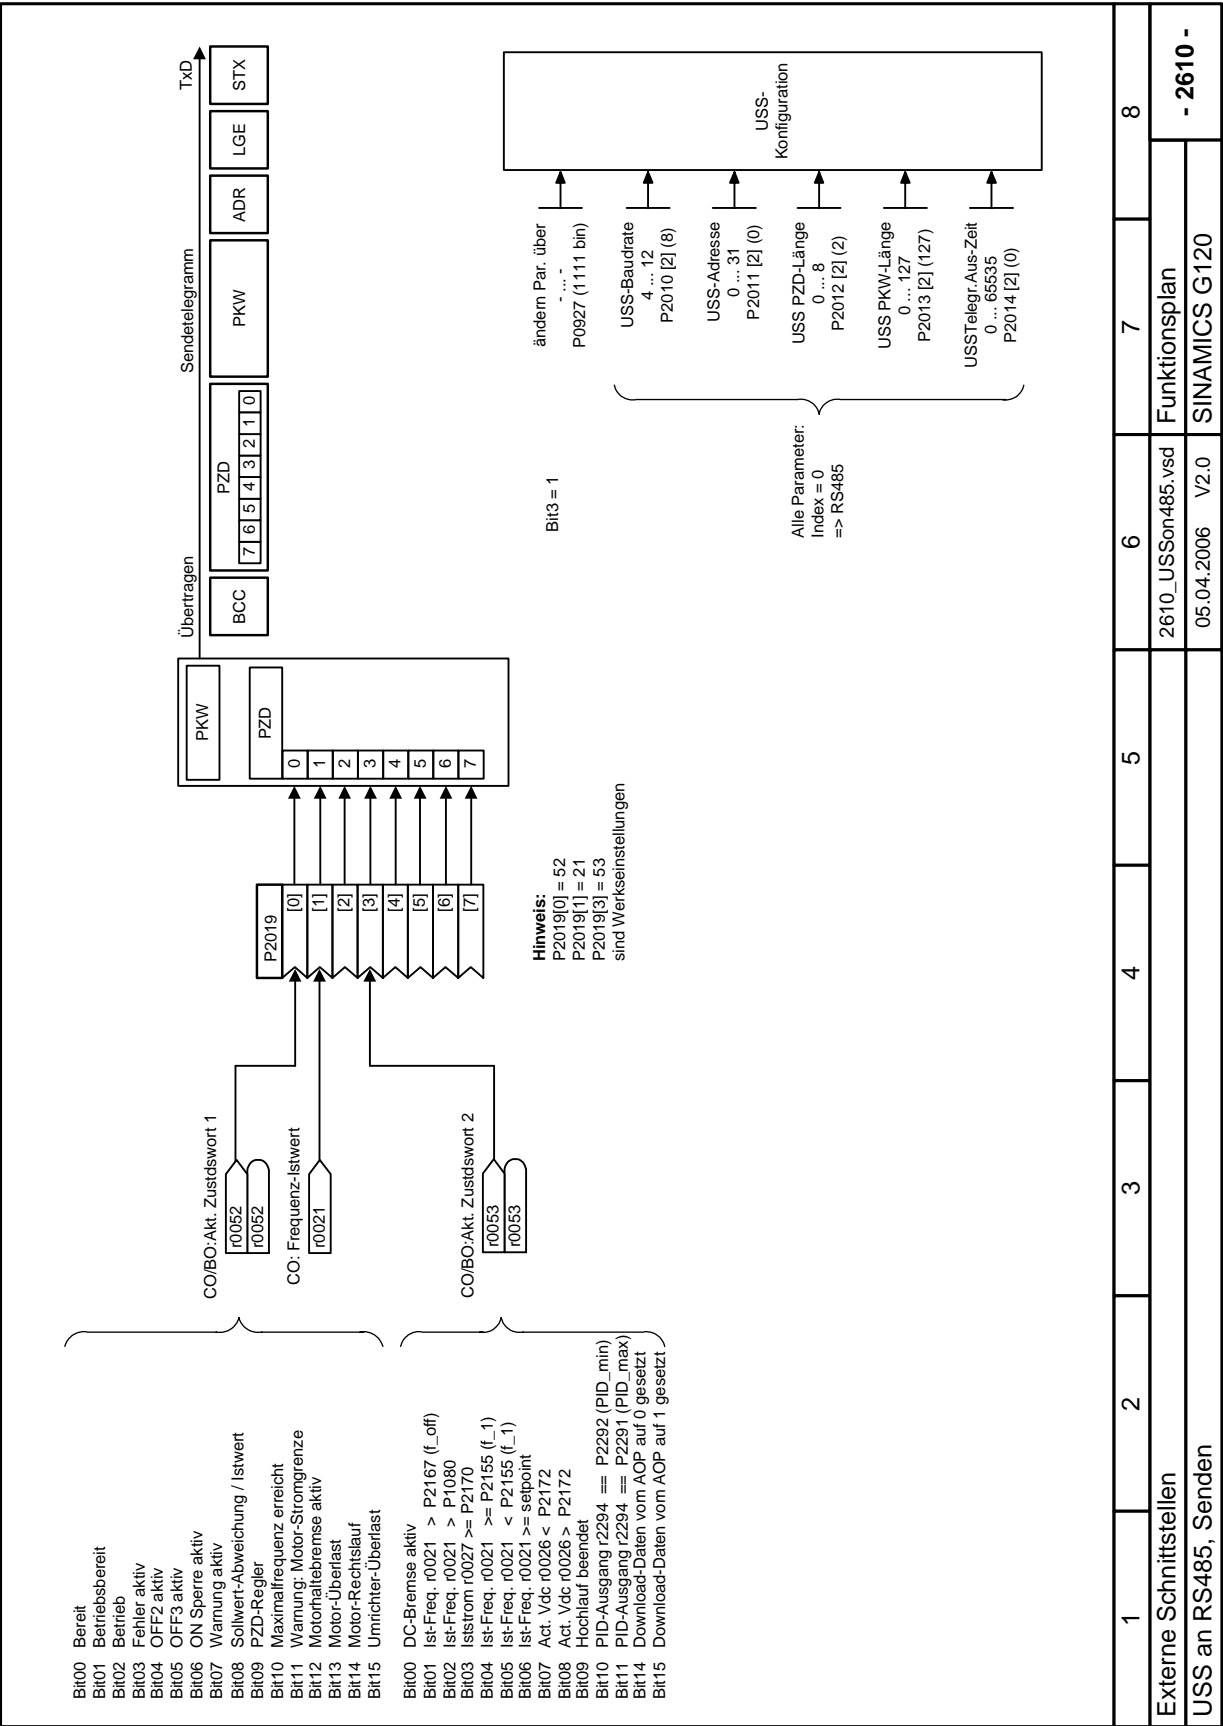 Bit00 Bereit
Bit01 Betriebsbereit
Bit02 Betrieb
Bit03 Fehler aktiv
Bit04 OFF2 aktiv
Bit05 OFF3 aktiv
Bit06 ON Sperre aktiv
Bit07 Warnung aktiv
Bit08 Sollwert-Abweichung / Istwert
Bit09 PZD-Regler
Bit10 Maximalfrequenz erreicht
Bit11 Warnung: Motor-Stromgrenze
Bit12 Motorhaltebremse aktiv
Bit13 Motor-Überlast
Bit14 Motor-Rechtslauf
Bit15 Umrichter-Überlast
Bit00 DC-Bremse aktiv
Bit01 Ist-Freq. r0021 > P2167 (f_off)
Bit02 Ist-Freq. r0021 > P1080
Bit03 Iststrom r0027 >= P2170
Bit04 Ist-Freq. r0021 >= P2155 (f_1)
Bit05 Ist-Freq. r0021 < P2155 (f_1)
Bit06 Ist-Freq. r0021 >= setpoint
Bit07 Act. Vdc r0026 < P2172
Bit08 Act. Vdc r0026 > P2172
Bit09 Hochlauf beendet
Bit10 PID-Ausgang r2294 == P2292 (PID_min)
Bit11 PID-Ausgang r2294 == P2291 (PID_max)
Bit14 Download-Daten vom AOP auf 0 gesetzt
Bit15 Download-Daten vom AOP auf 1 gesetzt
CO/BO:Akt. Zustdswort 1
r0052
r0052
CO: Frequenz-Istwert
r0021
CO/BO:Akt. Zustdswort 2
r0053
r0053
P2019
[0]
[1]
[2]
[3]
[4]
[5]
[6]
[7]
Hinweis:
P2019[0] = 52
P2019[1] = 21
P2019[3] = 53
sind Werkseinstellungen
PKW
PZD
0
1
2
3
4
5
6
7
Übertragen
Sendetelegramm
TxD
BCC
PZD
7 6 5 4 3 2 1 0
PKW
ADR
LGE
STX
Bit3 = 1
ändern Par. über
- ... -
P0927 (1111 bin)
Alle Parameter:
Index = 0
=> RS485
USS-Baudrate
4 ... 12
P2010 [2] (8)
USS-Adresse
0 ... 31
P2011 [2] (0)
USS PZD-Länge
0 ... 8
P2012 [2] (2)
USS PKW-Länge
0 ... 127
P2013 [2] (127)
USSTelegr.Aus-Zeit
0 ... 65535
P2014 [2] (0)
USS-
Konfiguration
1 2 3 4 5 6 7 8
Externe Schnittstellen
2610_USSon485.vsd
Funktionsplan
- 2610 -
USS an RS485, Senden
05.04.2006 V2.0
SINAMICS G120